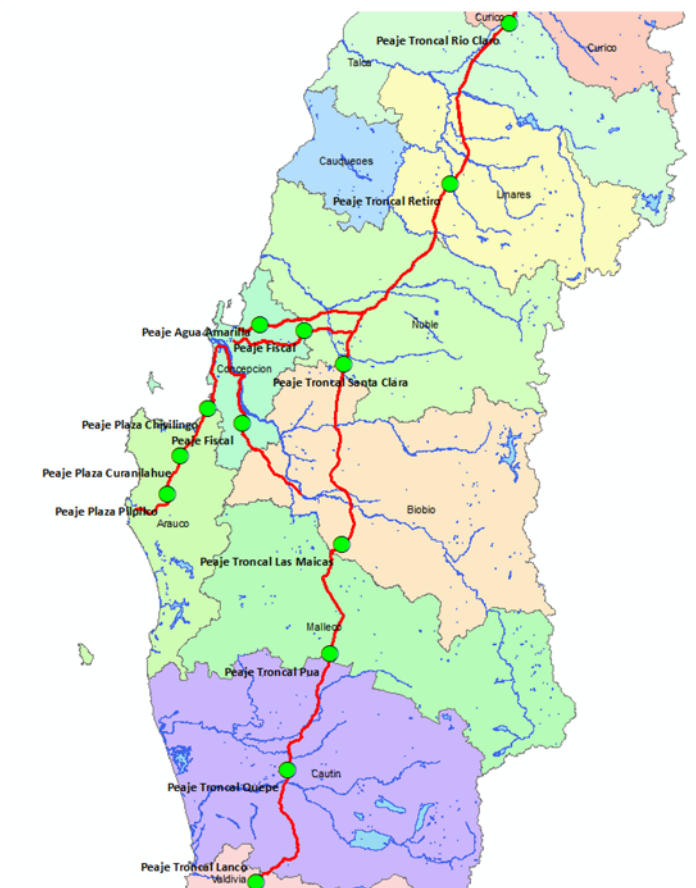 Curico
Peaje Troncal Rio Claro
Curico
Talca
Cauquenes
Linares
Peaje Troncal Retiro
Ñuble
Peaje Agua Amarilla
Peaje Fiscal
Concepcion
Peaje Troncal Santa Clara
Peaje Plaza Chivilingo
Peaje Fiscal
Peaje Plaza Curanilahue
Biobio
Peaje Plaza Pilpilco
Arauco
Peaje Troncal Las Maicas
Malleco
Peaje Troncal Pua
Cautin
Peaje Troncal Quepe
Peaje Troncal Lanco
Valdivia